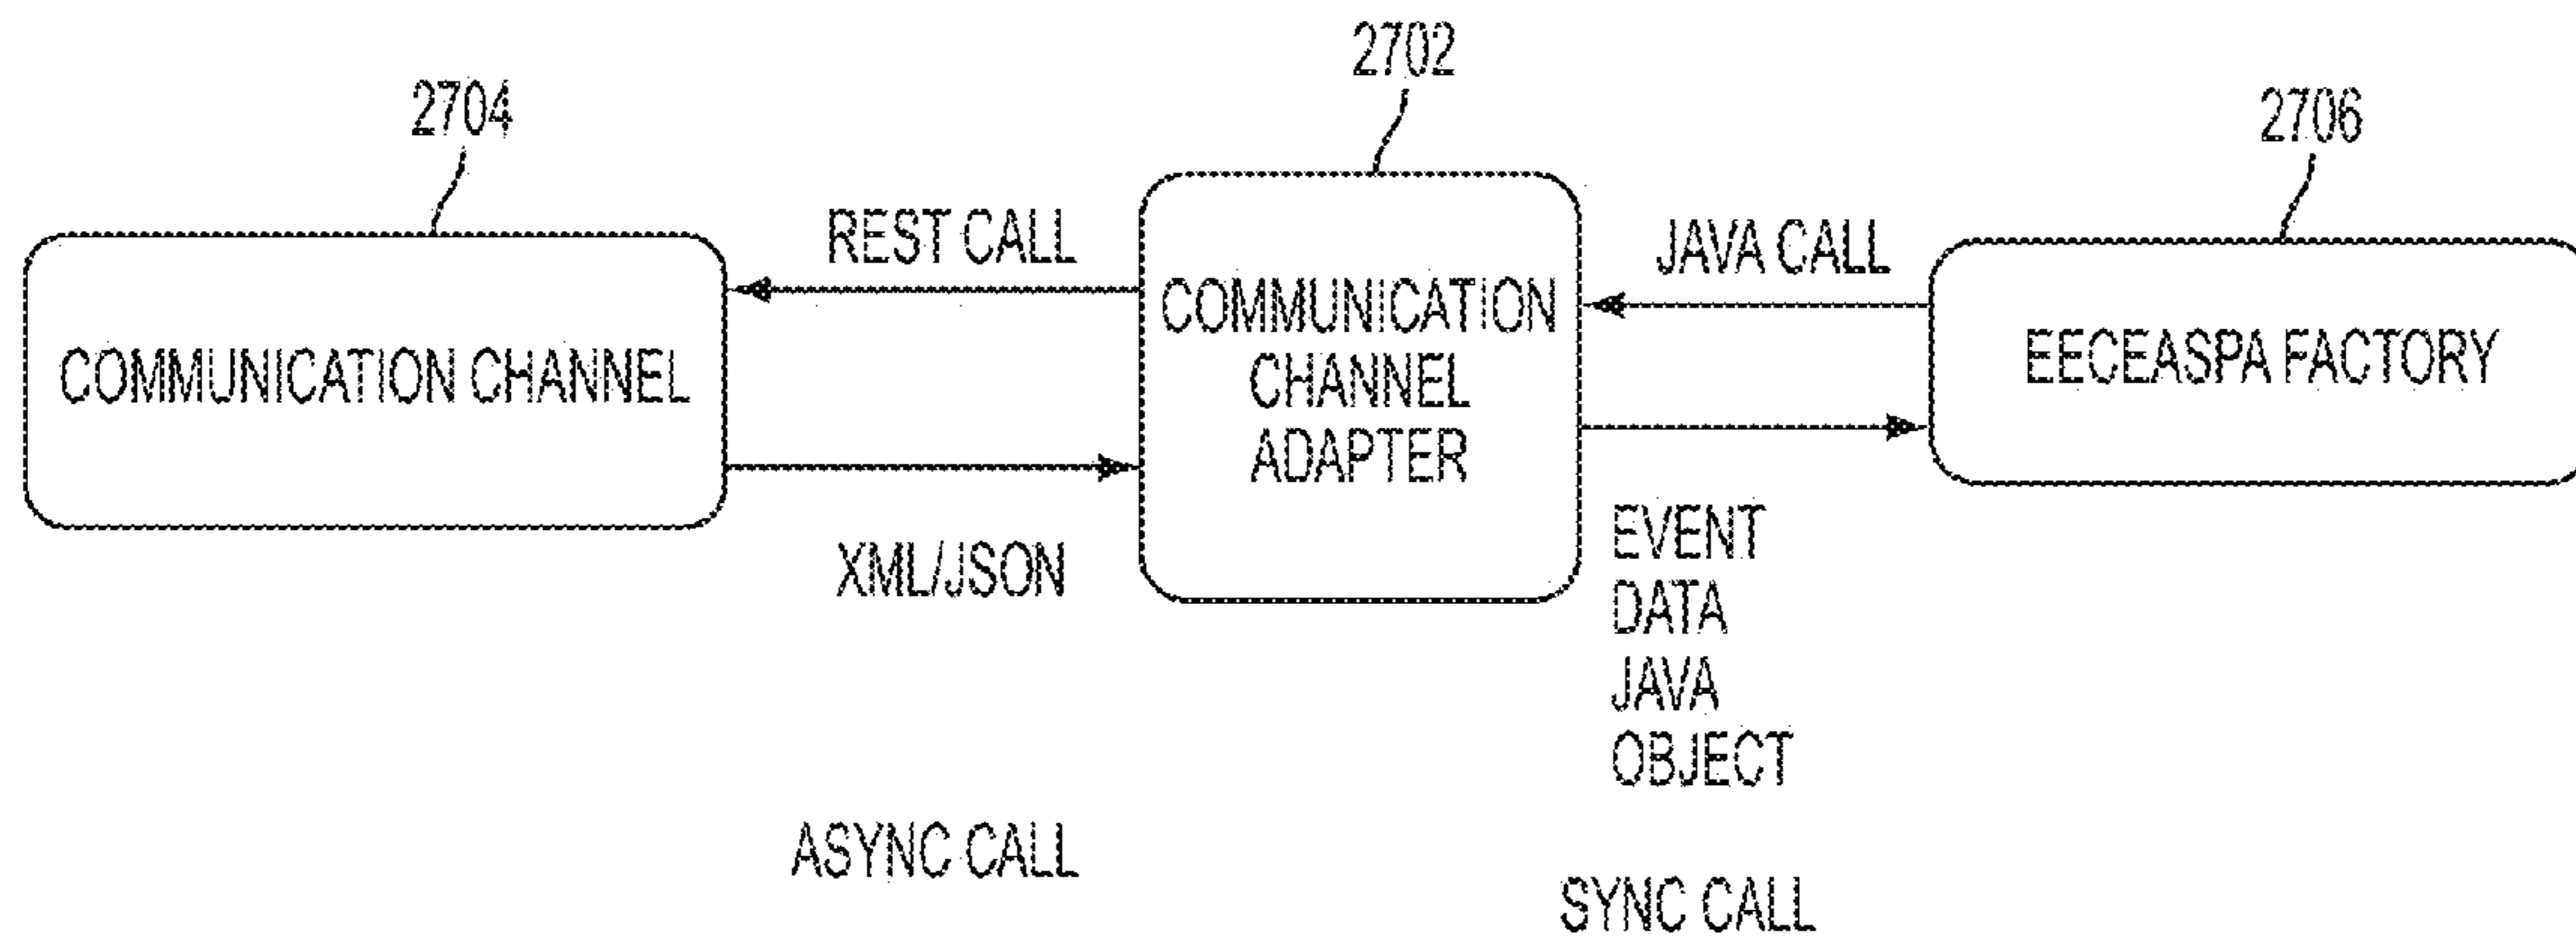 2702
2704
2706
REST CALL
JAVA CALL
COMMUNICATION CHANNEL
COMMUNICATION
CHANNEL
ADAPTER
EECEASPA FACTORY
XML/JSON
EVENT
DATA
JAVA
OBJECT
ASYNC CALL
SYNC CALL